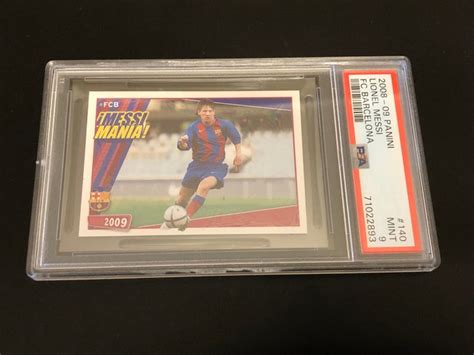 FCB
¡MESSI
MANIA!
2009
2008 - 09 PANINI
LIONEL MESSI
FC BARCELONA
PSA
#140
MINT
9
71022893